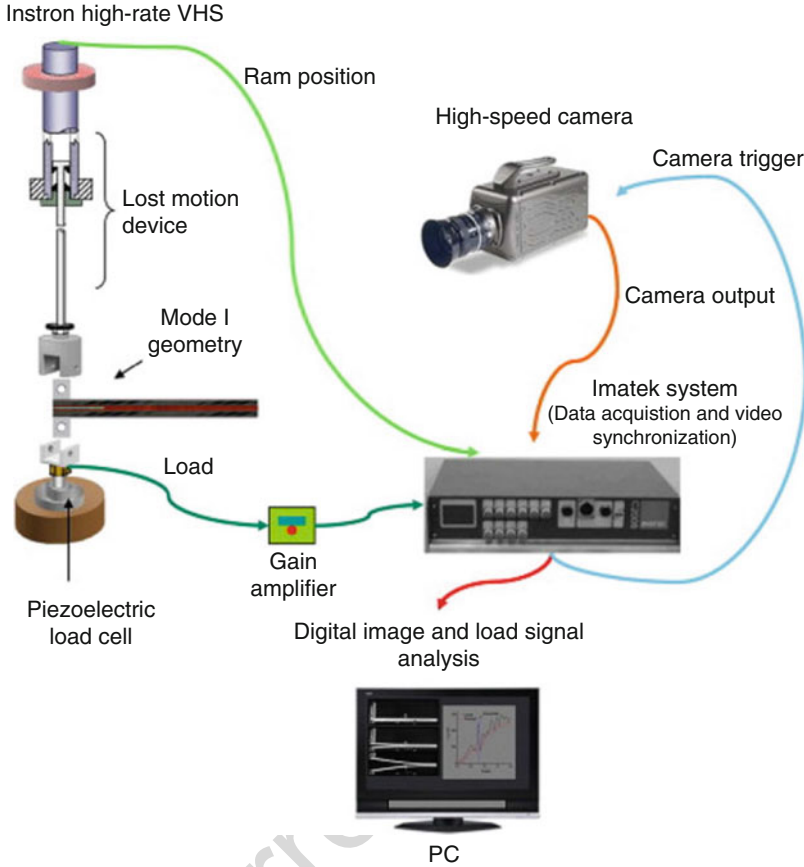 Instron high-rate VHS
Ram position
High-speed camera
Camera trigger
Lost motion
device
Camera output
Mode I
geometry
Imatek system
(Data acquistion and video
synchronization)
Load
Gain
amplifier
Piezoelectric
load cell
Digital image and load signal
analysis
PC